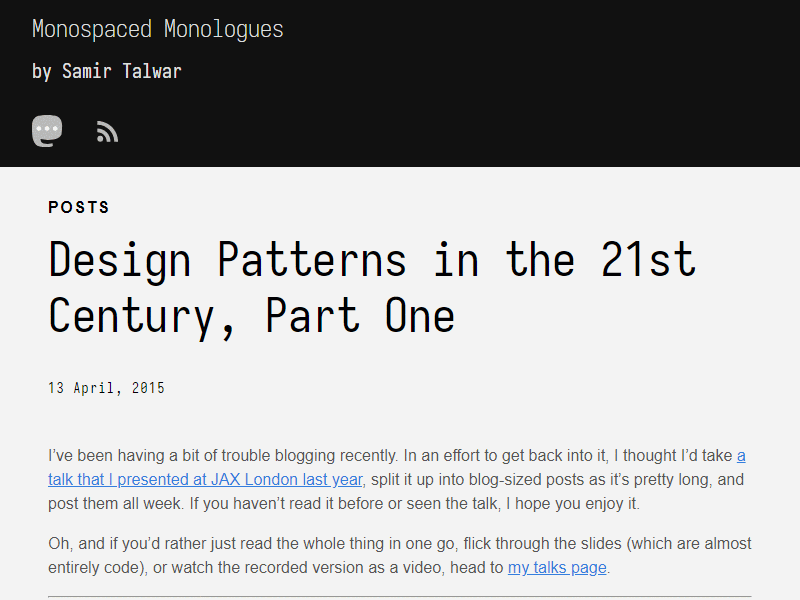 Monospaced Monologues
by Samir Talwar
POSTS
Design Patterns in the 21st
Century, Part One
13 April, 2015
I’ve been having a bit of trouble blogging recently. In an effort to get back into it, I thought I’d take a
talk that I presented at JAX London last year, split it up into blog-sized posts as it’s pretty long, and
post them all week. If you haven’t read it before or seen the talk, I hope you enjoy it.
Oh, and if you’d rather just read the whole thing in one go, flick through the slides (which are almost
entirely code), or watch the recorded version as a video, head to my talks page.